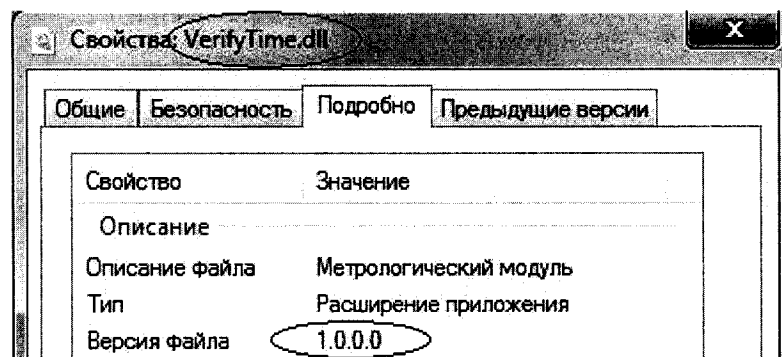 Свойства: VerifyTime.dll
x
Общие Безопасность Подробно Предыдущие версии
Свойство Значение
Описание
Описание файла Метрологический модуль
Тип Расширение приложения
Версия файла 1.0.0.0